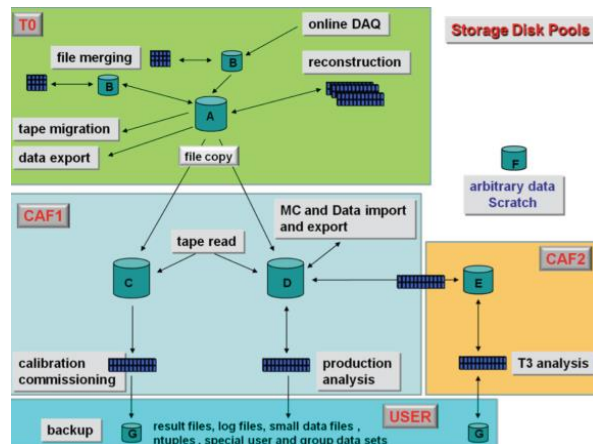 T0
online DAQ
Storage Disk Pools
file merging
B
reconstruction
B
A
tape migration
data export
file copy
F
arbitrary data
Scratch
CAF1
MC and Data import
and export
tape read
CAF2
C
D
E
calibration
commissioning
production
analysis
T3 analysis
USER
backup
G
result files, log files, small data files ,
ntuples , special user and group data sets
G